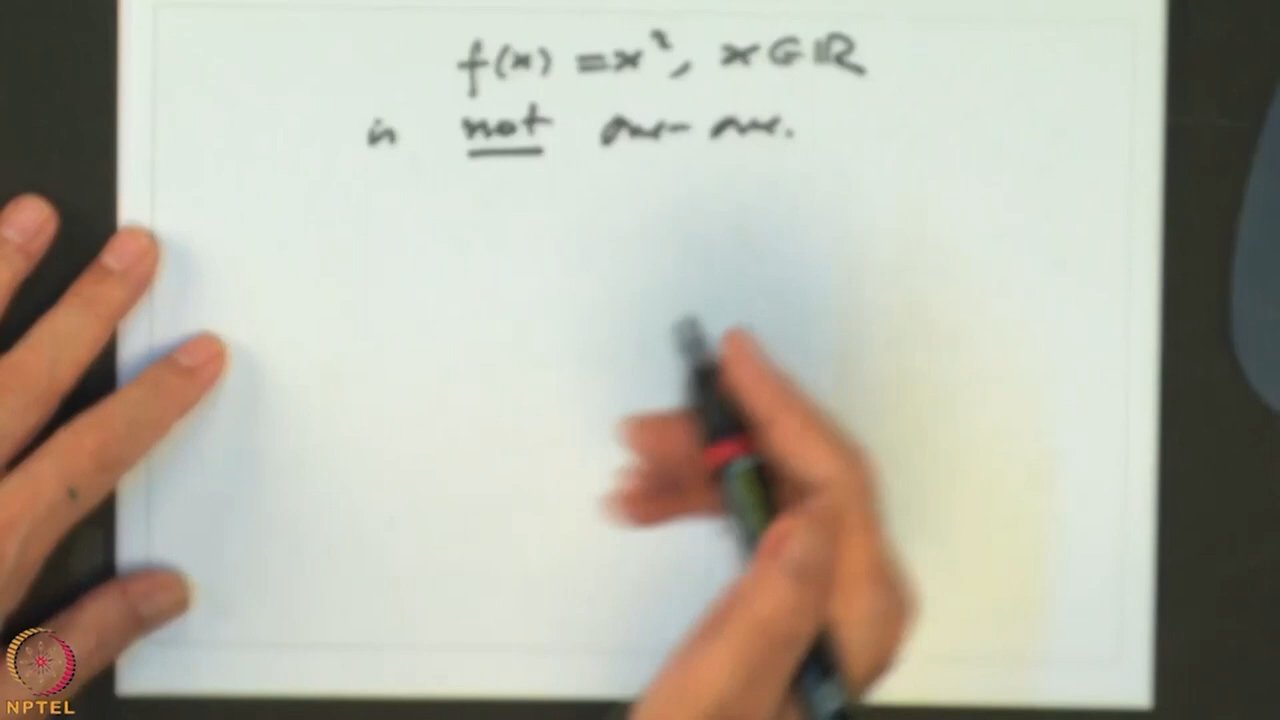 f(x) = x², x ∈ ℝ
is not one-one.
NPTEL